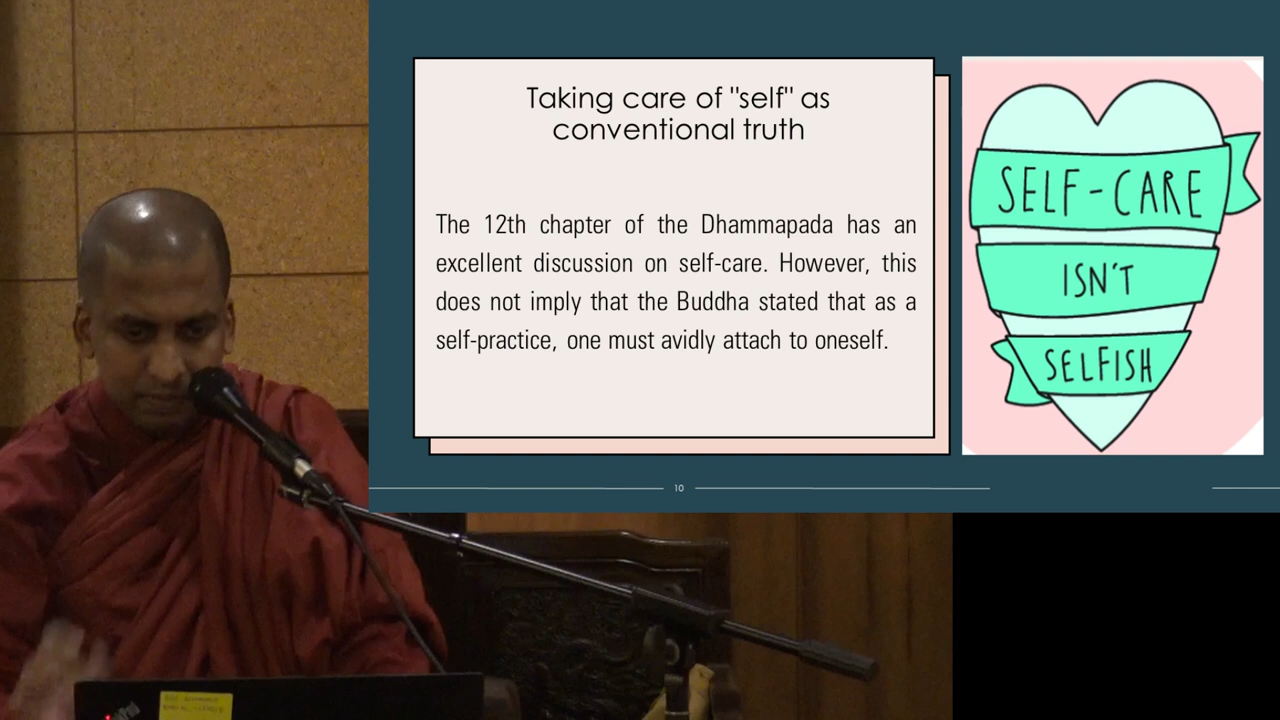 Taking care of "self" as
conventional truth
The 12th chapter of the Dhammapada has an
excellent discussion on self-care. However, this
does not imply that the Buddha stated that as a
self-practice, one must avidly attach to oneself.
SELF-CARE
ISN'T
SELFISH
10